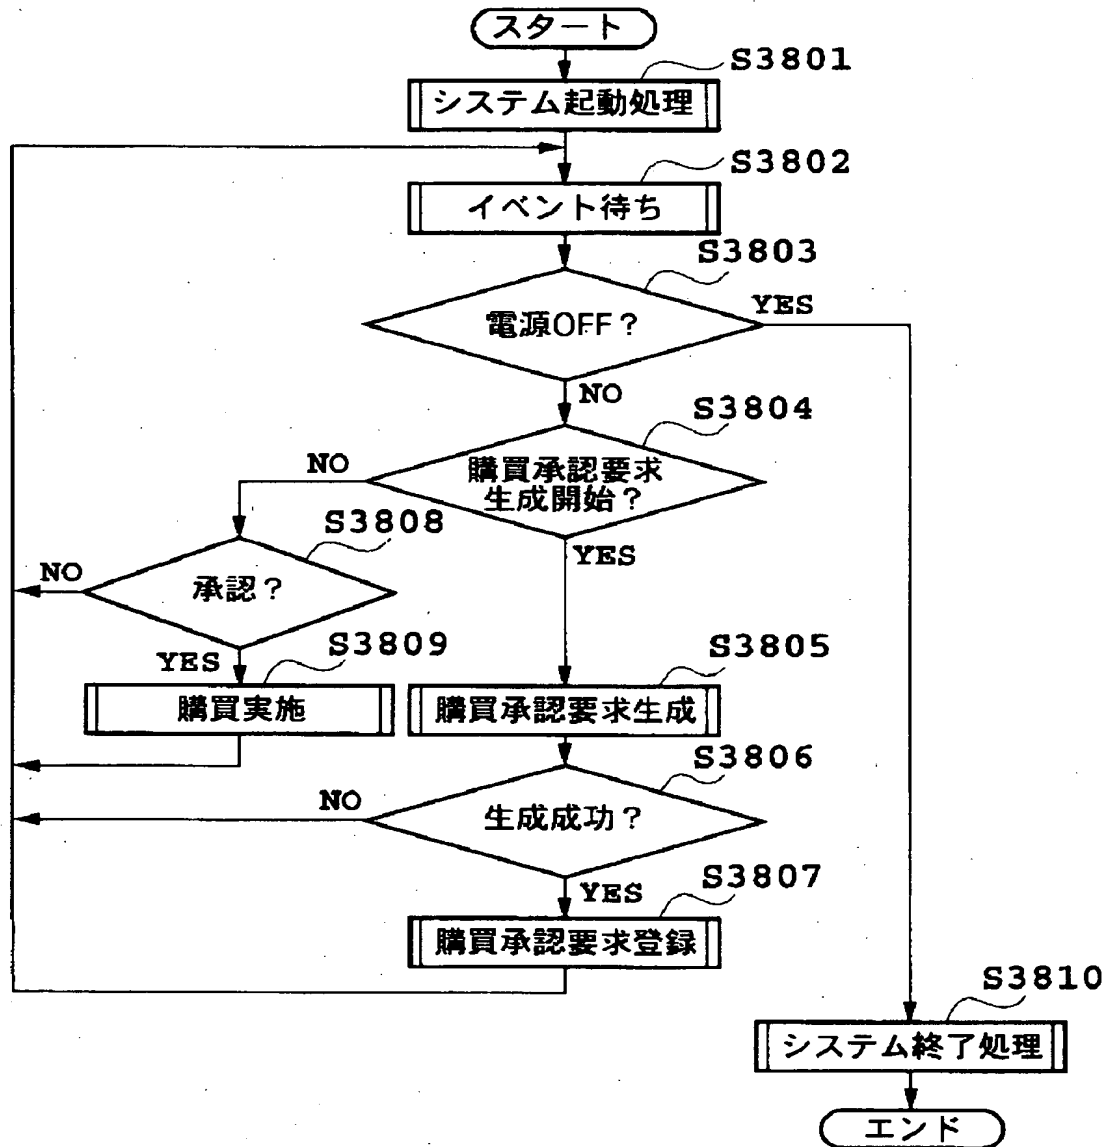 スタート
S3801
システム起動処理
S3802
イベント待ち
S3803
電源OFF?
YES
NO
S3804
購買承認要求
生成開始?
NO
YES
S3808
承認?
NO
YES
S3809
購買実施
S3805
購買承認要求生成
S3806
生成成功?
NO
YES
S3807
購買承認要求登録
S3810
システム終了処理
エンド